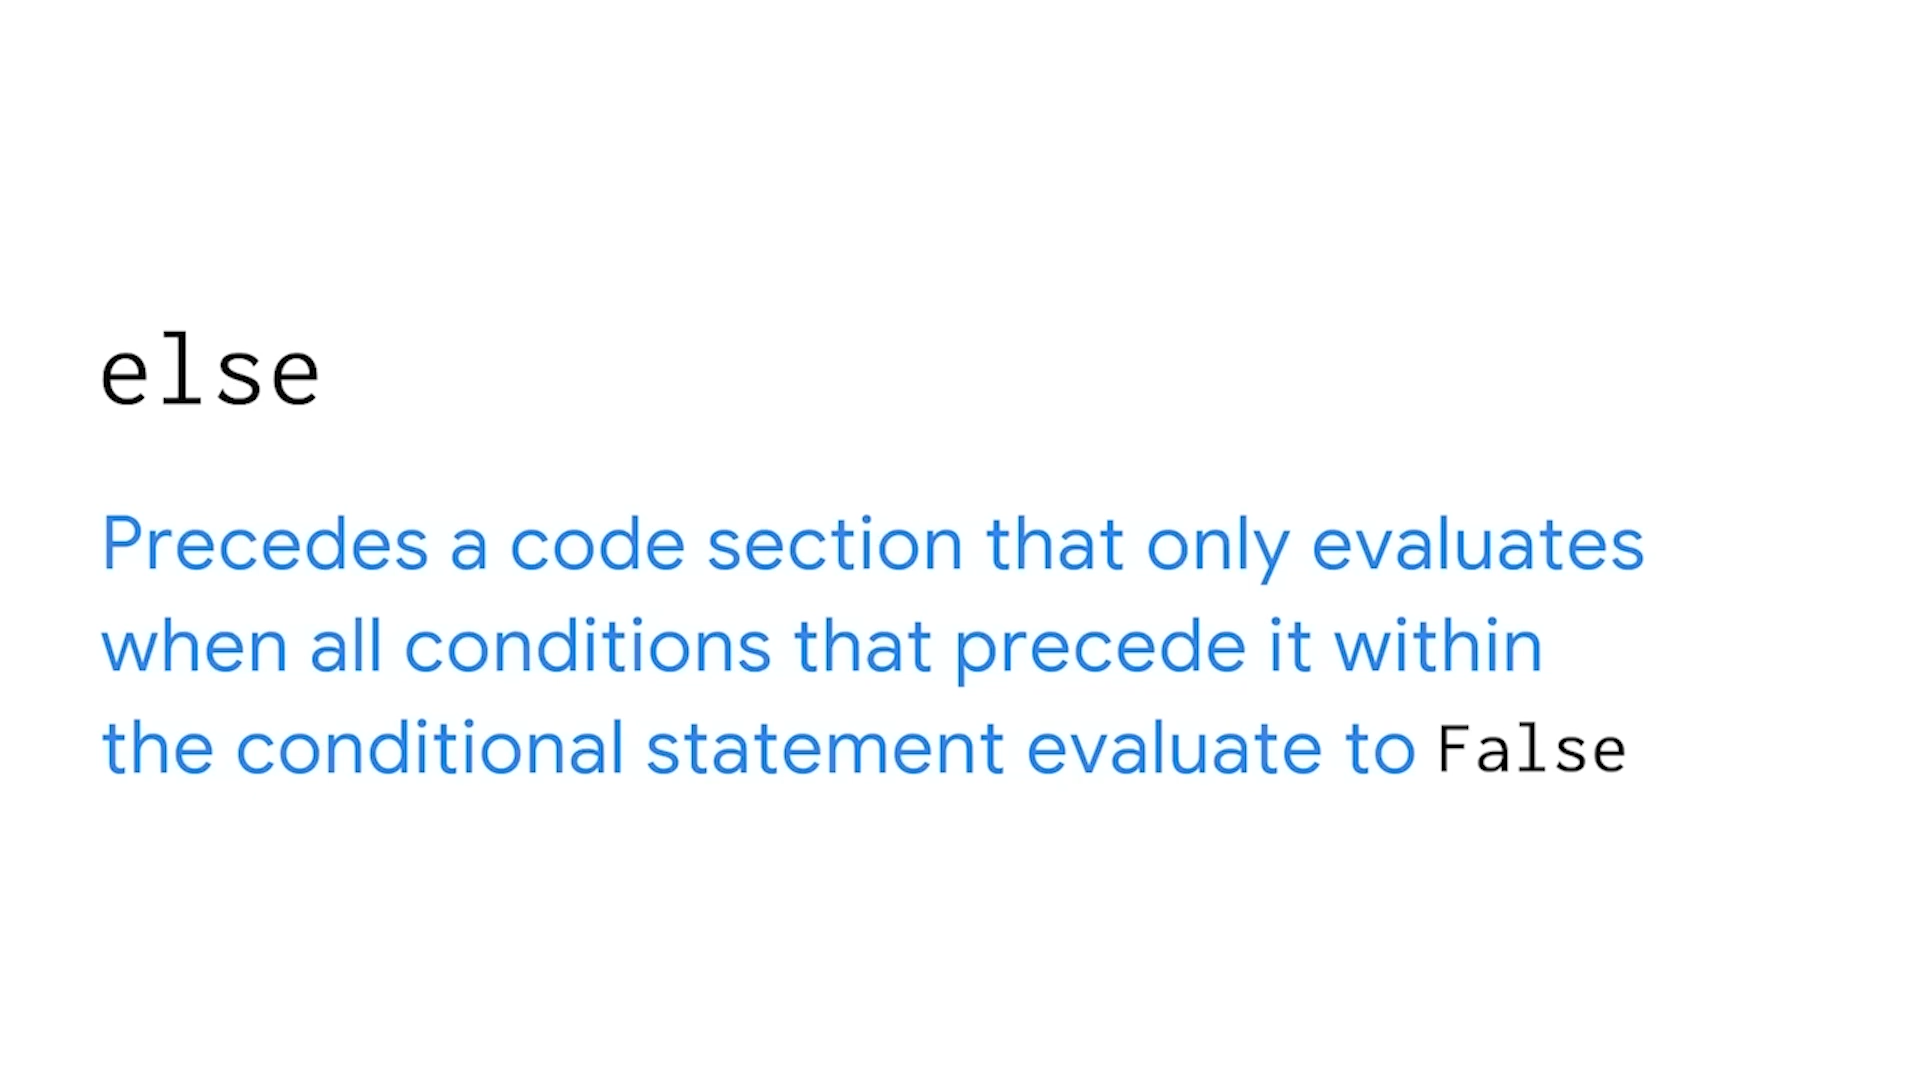 else
Precedes a code section that only evaluates
when all conditions that precede it within
the conditional statement evaluate to False